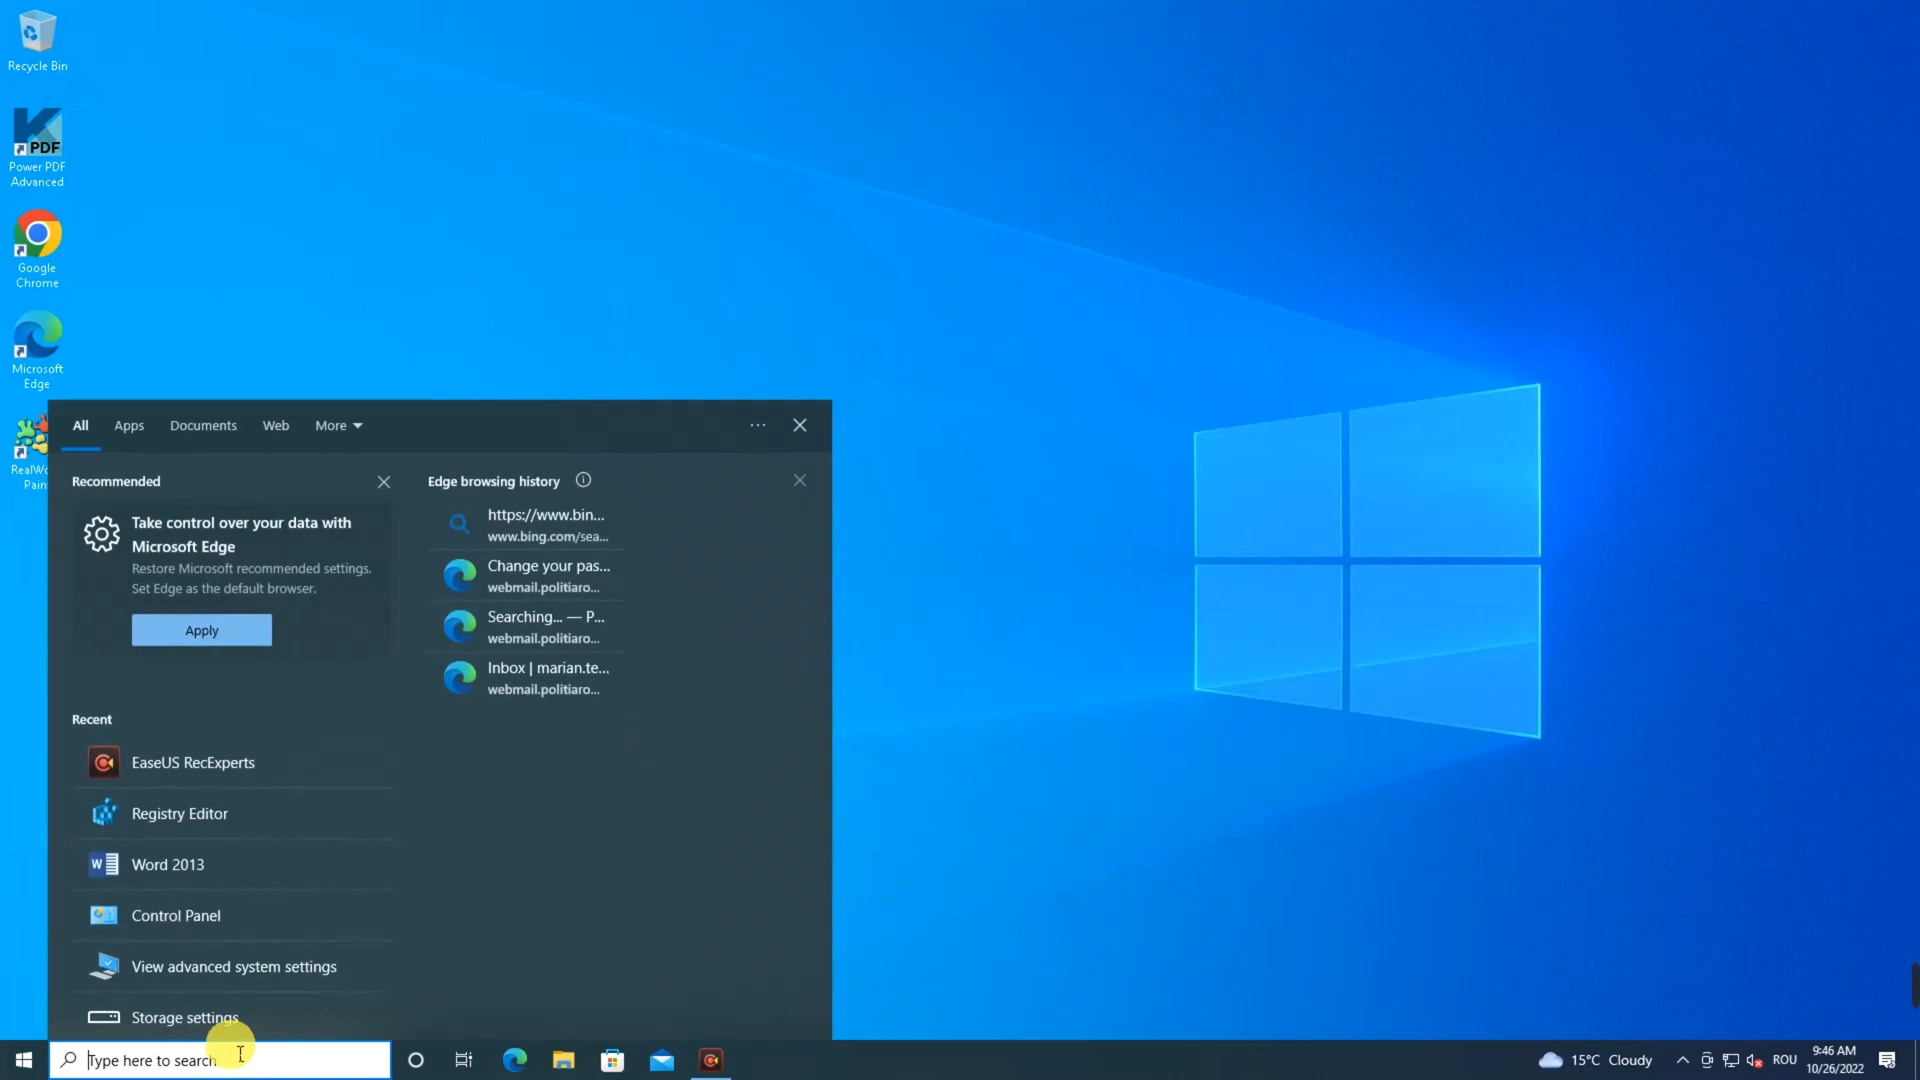 Recycle Bin
PDF
Power PDF
Advanced
Google
Chrome
Microsoft
Edge
RealWo
Pain
All
Apps
Documents
Web
More
Recommended
Take control over your data with
Microsoft Edge
Restore Microsoft recommended settings.
Set Edge as the default browser.
Apply
Edge browsing history
https://www.bin...
www.bing.com/sea...
Change your pas...
webmail.politiaro...
Searching... — P...
webmail.politiaro...
Inbox | marian.te...
webmail.politiaro...
Recent
EaseUS RecExperts
Registry Editor
Word 2013
Control Panel
View advanced system settings
Storage settings
Type here to search
15°C Cloudy
ROU
9:46 AM
10/26/2022